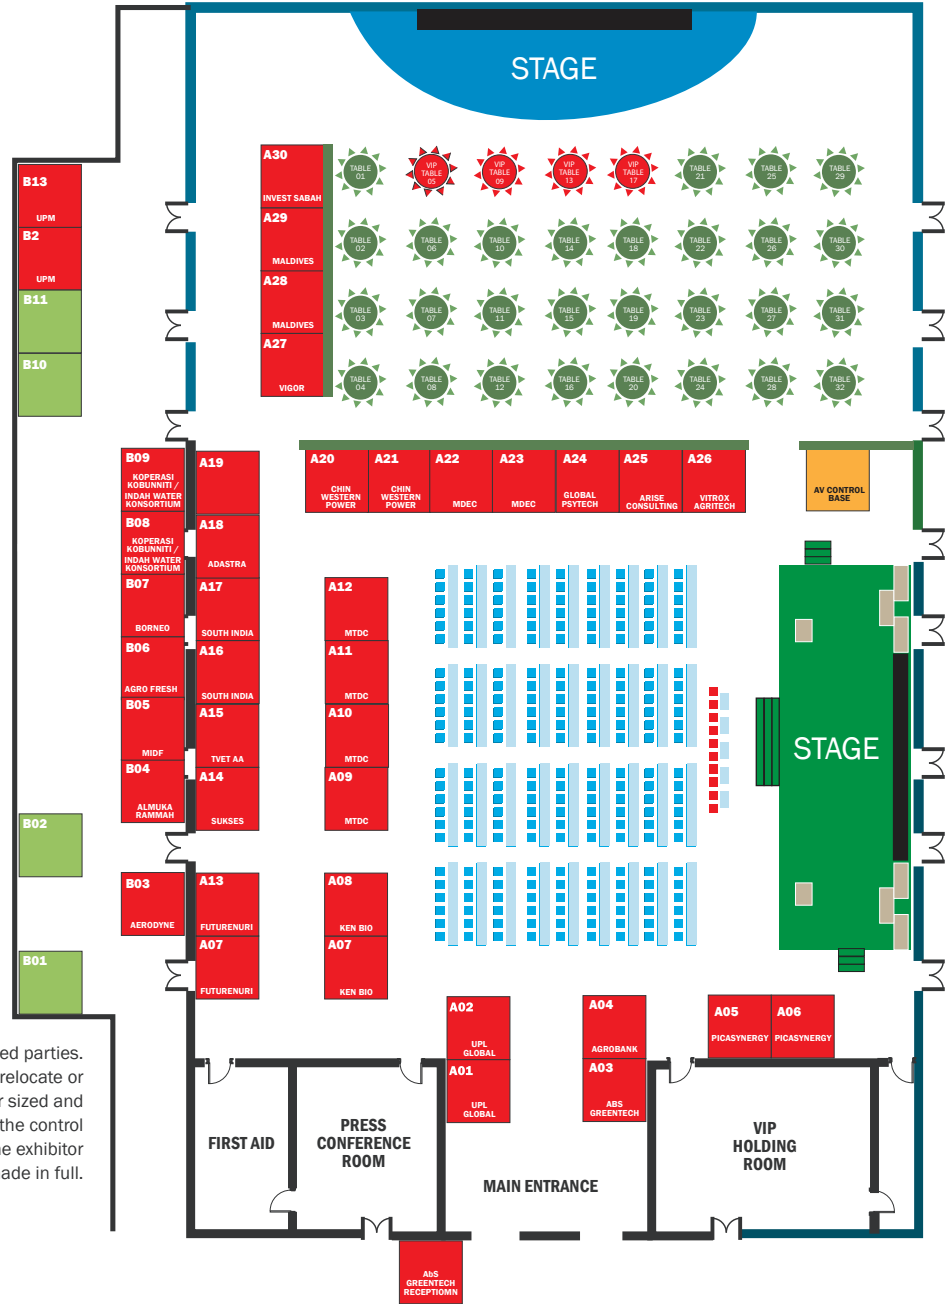 STAGE
A30
INVEST SABAH
A29
MALDIVES
A28
MALDIVES
A27
VIGOR
TABLE
01
VIP
TABLE
05
VIP
TABLE
09
VIP
TABLE
13
VIP
TABLE
17
TABLE
21
TABLE
25
TABLE
29
TABLE
02
TABLE
06
TABLE
10
TABLE
14
TABLE
18
TABLE
22
TABLE
26
TABLE
30
TABLE
03
TABLE
07
TABLE
11
TABLE
15
TABLE
19
TABLE
23
TABLE
27
TABLE
31
TABLE
04
TABLE
08
TABLE
12
TABLE
16
TABLE
20
TABLE
24
TABLE
28
TABLE
32
B13
UPM
B2
UPM
B11
B10
B09
KOPERASI
KOBUNNITI /
INDAH WATER
KONSORTIUM
B08
KOPERASI
KOBUNNITI /
INDAH WATER
KONSORTIUM
B07
BORNEO
B06
AGRO FRESH
B05
MIDF
B04
ALMUKA
RAMMAH
B02
B03
AERODYNE
B01
A19
A18
ADASTRA
A17
SOUTH INDIA
A16
SOUTH INDIA
A15
TVET AA
A14
SUKSES
A13
FUTURENURI
A07
FUTURENURI
A20
CHIN
WESTERN
POWER
A21
CHIN
WESTERN
POWER
A22
MDEC
A23
MDEC
A24
GLOBAL
PSYTECH
A25
ARISE
CONSULTING
A26
VITROX
AGRITECH
AV CONTROL
BASE
A12
MTDC
A11
MTDC
A10
MTDC
A09
MTDC
A08
KEN BIO
A07
KEN BIO
STAGE
A02
UPL
GLOBAL
A01
UPL
GLOBAL
A04
AGROBANK
A03
ABS
GREENTECH
A05
PICASYNERGY
A06
PICASYNERGY
ed parties.
relocate or
r sized and
the control
ne exhibitor
nade in full.
FIRST AID
PRESS
CONFERENCE
ROOM
MAIN ENTRANCE
VIP
HOLDING
ROOM
AbS
GREENTECH
RECEPTIOMN